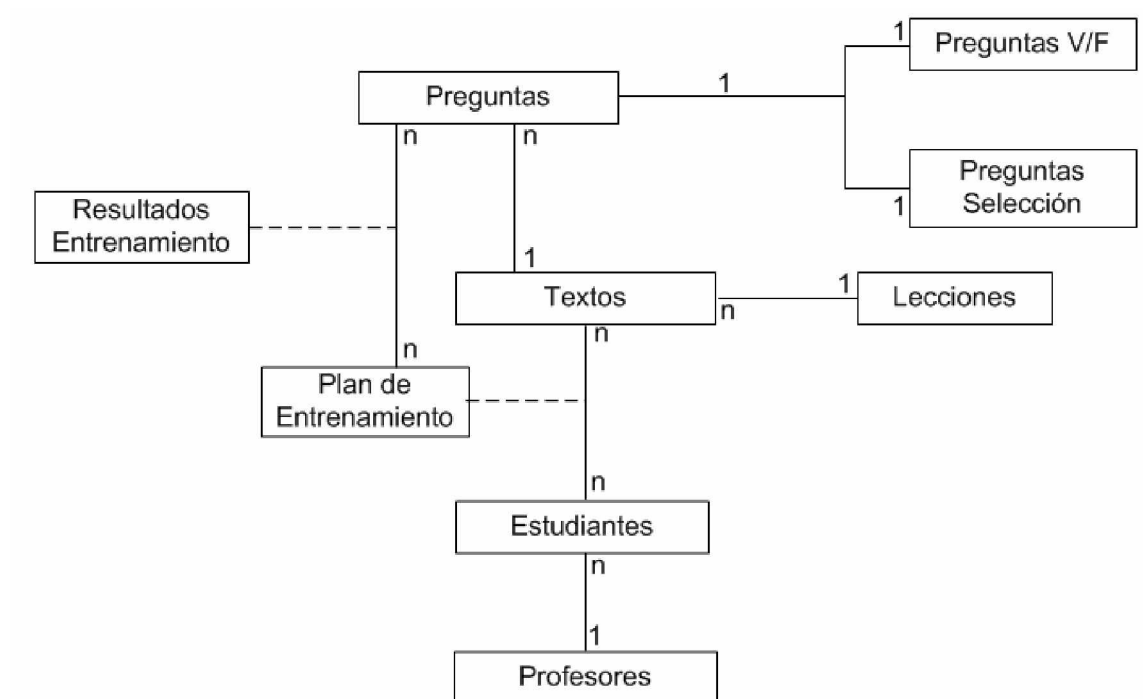 1
Preguntas V/F
Preguntas
1
n
n
Preguntas
Selección
1
Resultados
Entrenamiento
1
Textos
1
Lecciones
n
n
n
Plan de
Entrenamiento
n
Estudiantes
n
1
Profesores